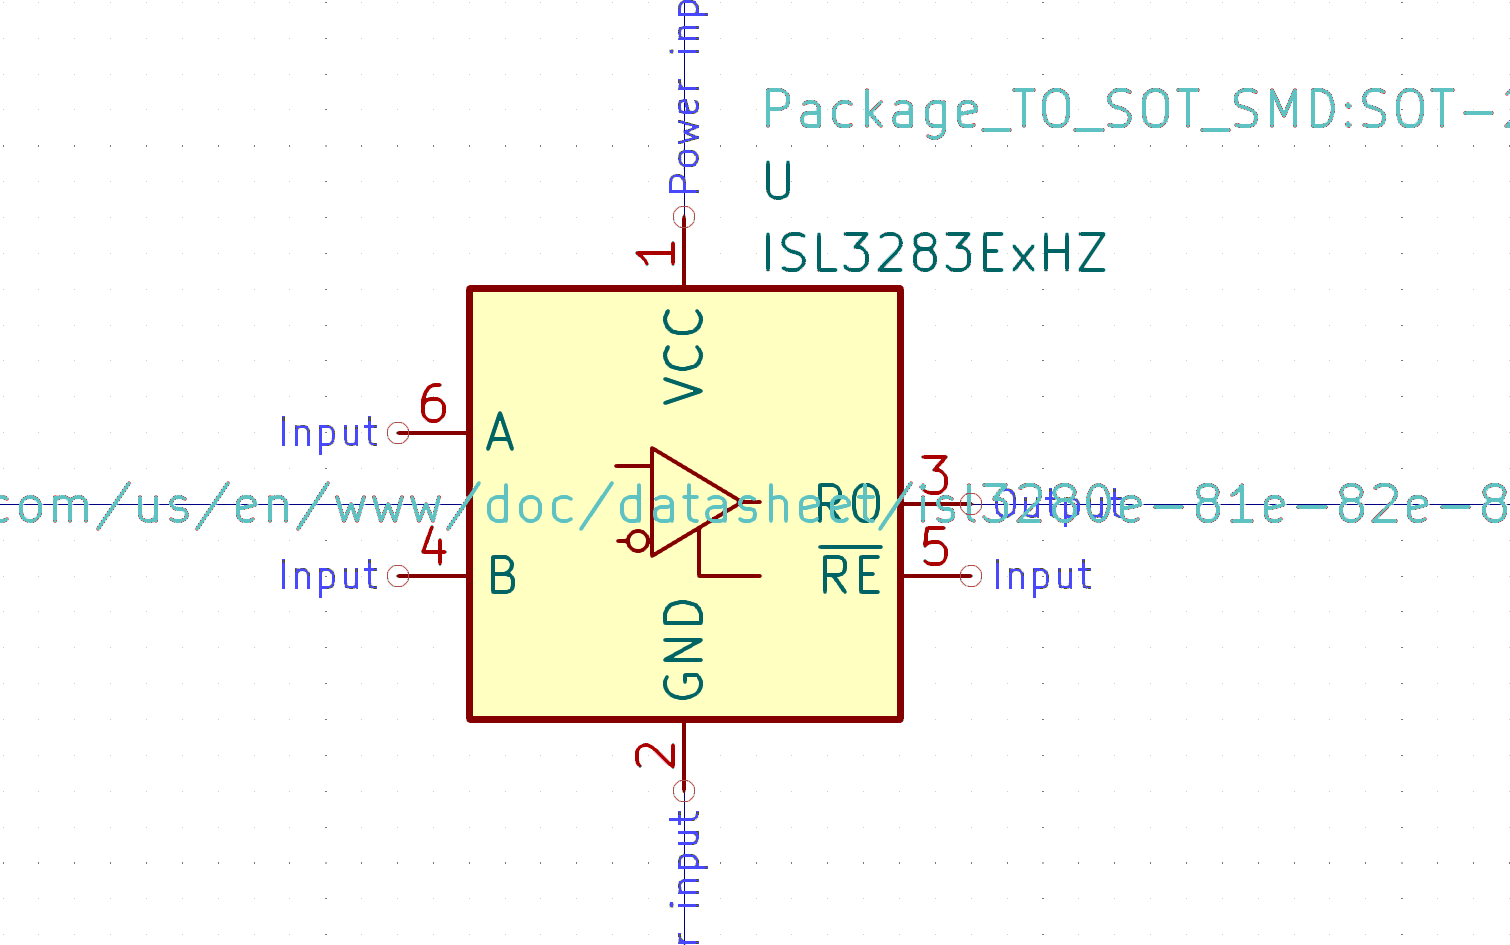 Power inp
Package_TO_SOT_SMD:SOT-2
U
1
ISL3283ExHZ
VCC
6
Input A
3
com/us/en/www/doc/datasheet/isl3280e-81e-82e-8
RO Output
4
5
Input B
RE Input
GND
2
r input